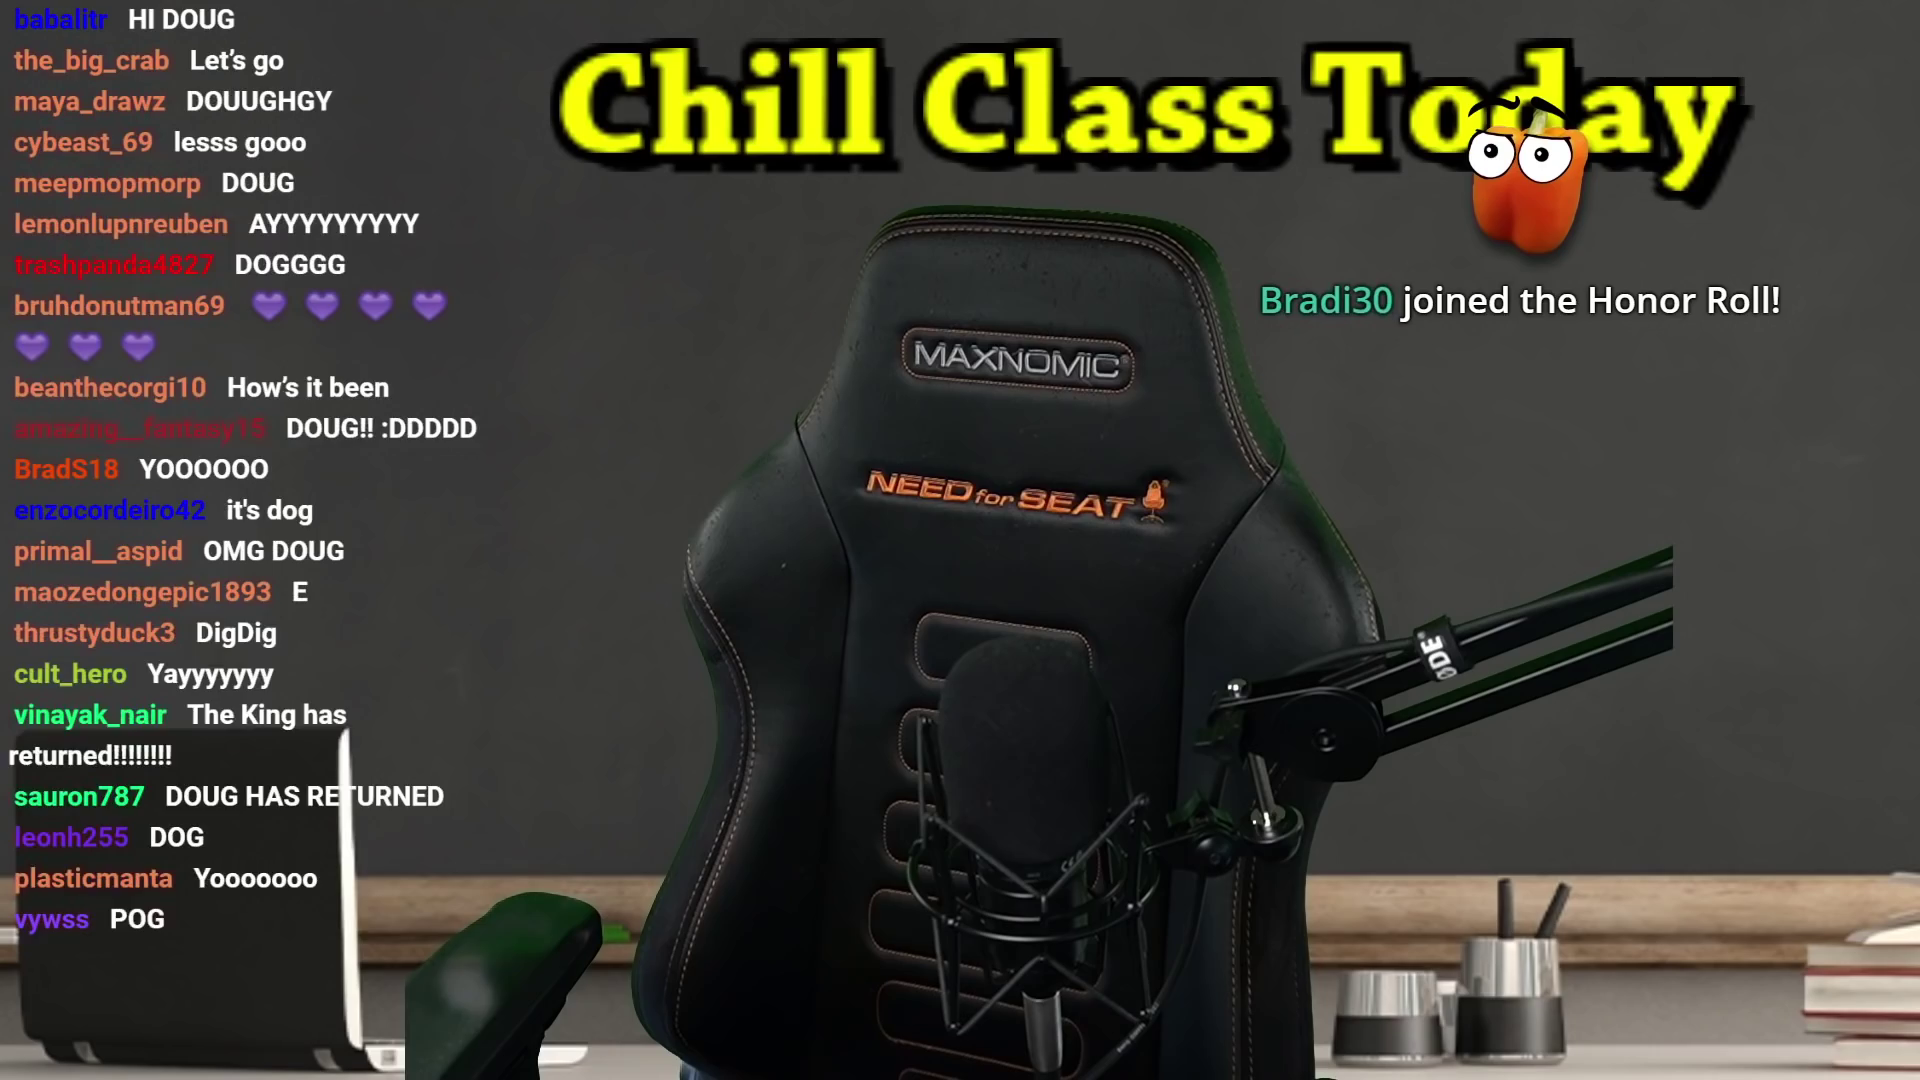 babalitr HI DOUG
the_big_crab Let's go
maya_drawz DOUUGHGY
cybeast_69 lesss gooo
meepmopmorp DOUG
lemonlupnreuben AYYYYYYYYY
trashpanda4827 DOGGGG
bruhdonutman69
beanthecorgi10 How's it been
amazing__fantasy15 DOUG!! :DDDDD
BradS18 YOOOOOO
enzocordeiro42 it's dog
primal__aspid OMG DOUG
maozedongepic1893 E
thrustyduck3 DigDig
cult_hero Yayyyyyyy
vinayak_nair The King has
returned!!!!!!!!
sauron787 DOUG HAS RETURNED
leonh255 DOG
plasticmanta Yooooooo
vywss POG
Chill Class Today
Bradi30 joined the Honor Roll!
MAXNOMIC®
NEED for SEAT